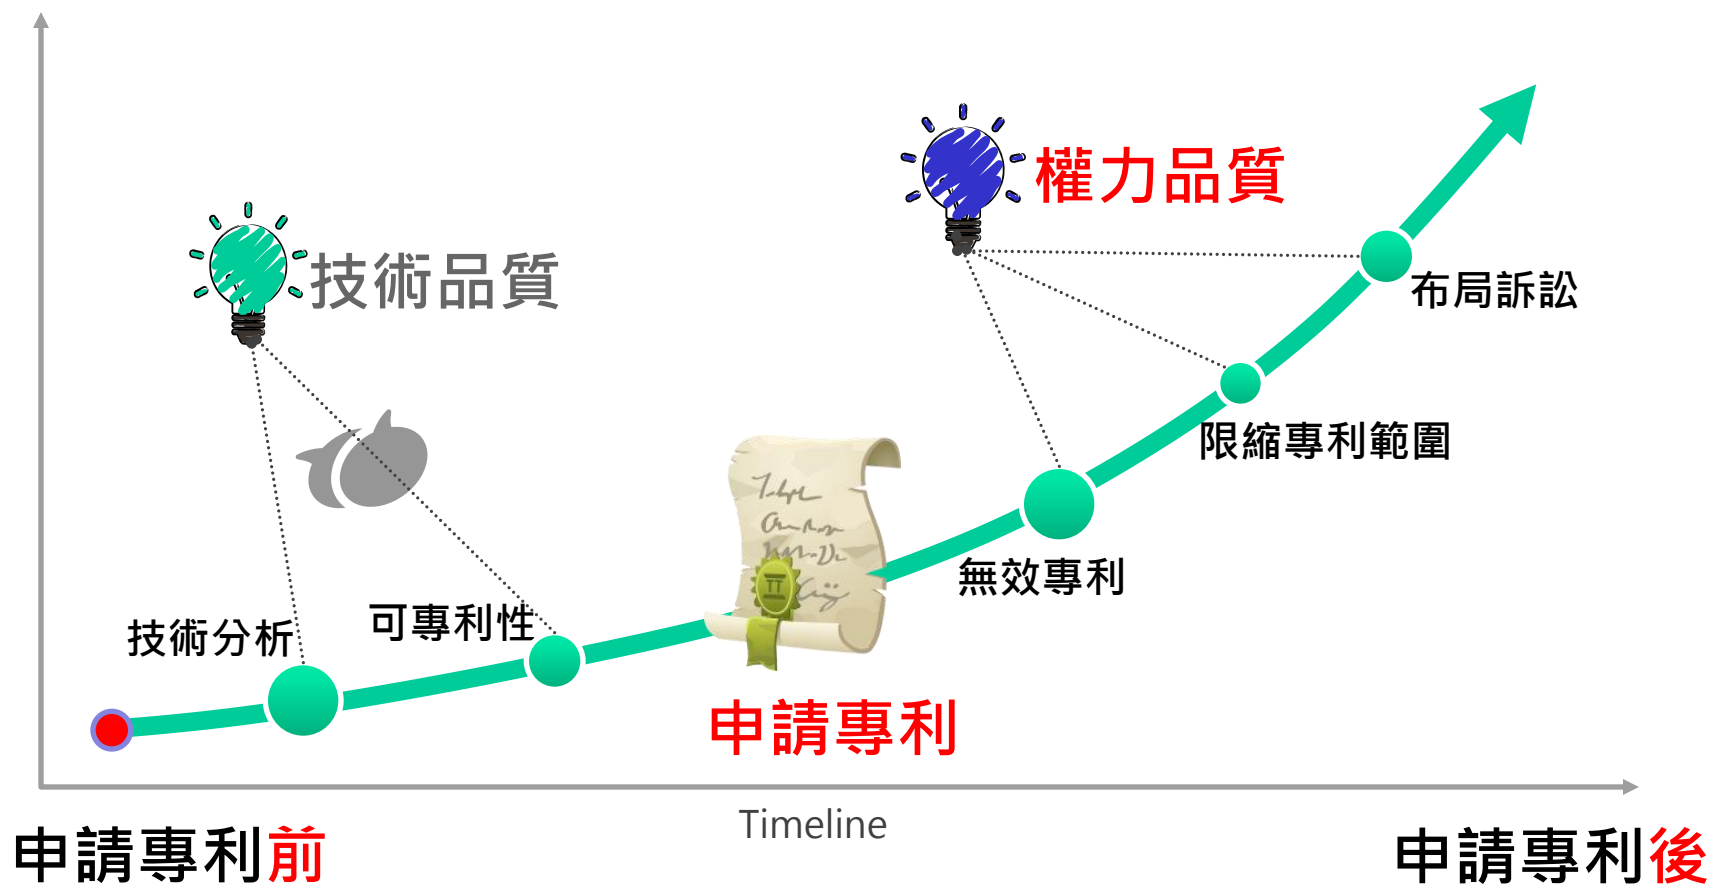 權力品質
技術品質
布局訴訟
限縮專利範圍
無效專利
可專利性
技術分析
申請專利
Timeline
申請專利前
申請專利後